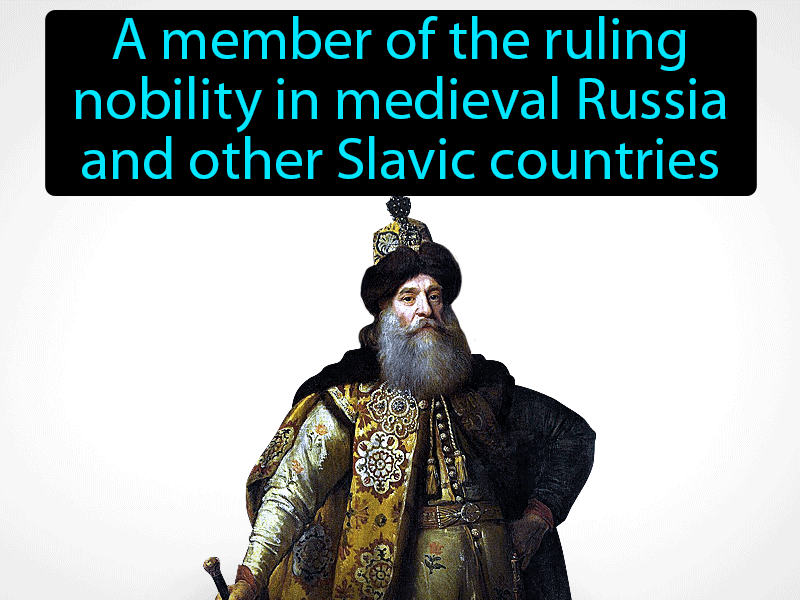 A member of the ruling
nobility in medieval Russia
and other Slavic countries